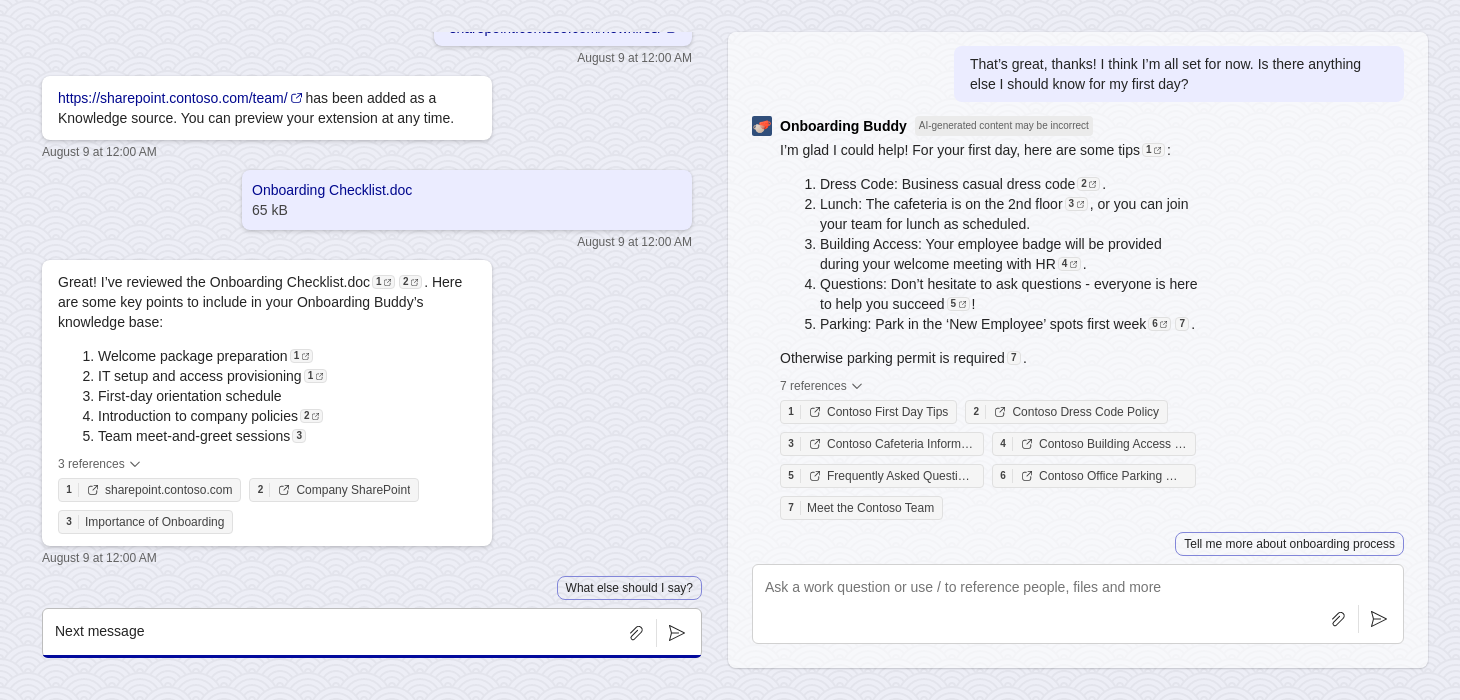 August 9 at 12:00 AM
https://sharepoint.contoso.com/team/ has been added as a
Knowledge source. You can preview your extension at any time.
August 9 at 12:00 AM
Onboarding Checklist.doc
65 kB
August 9 at 12:00 AM
Great! I’ve reviewed the Onboarding Checklist.doc 1 2 . Here
are some key points to include in your Onboarding Buddy’s
knowledge base:
1. Welcome package preparation 1
2. IT setup and access provisioning 1
3. First-day orientation schedule
4. Introduction to company policies 2
5. Team meet-and-greet sessions 3
3 references
1 sharepoint.contoso.com 2 Company SharePoint
3 Importance of Onboarding
August 9 at 12:00 AM
What else should I say?
Next message
That’s great, thanks! I think I’m all set for now. Is there anything
else I should know for my first day?
Onboarding Buddy AI-generated content may be incorrect
I’m glad I could help! For your first day, here are some tips 1 :
1. Dress Code: Business casual dress code 2 .
2. Lunch: The cafeteria is on the 2nd floor 3 , or you can join
your team for lunch as scheduled.
3. Building Access: Your employee badge will be provided
during your welcome meeting with HR 4 .
4. Questions: Don’t hesitate to ask questions - everyone is here
to help you succeed 5 !
5. Parking: Park in the ‘New Employee’ spots first week 6 7 .
Otherwise parking permit is required 7 .
7 references
1 Contoso First Day Tips 2 Contoso Dress Code Policy
3 Contoso Cafeteria Inform… 4 Contoso Building Access …
5 Frequently Asked Questi… 6 Contoso Office Parking …
7 Meet the Contoso Team
Tell me more about onboarding process
Ask a work question or use / to reference people, files and more